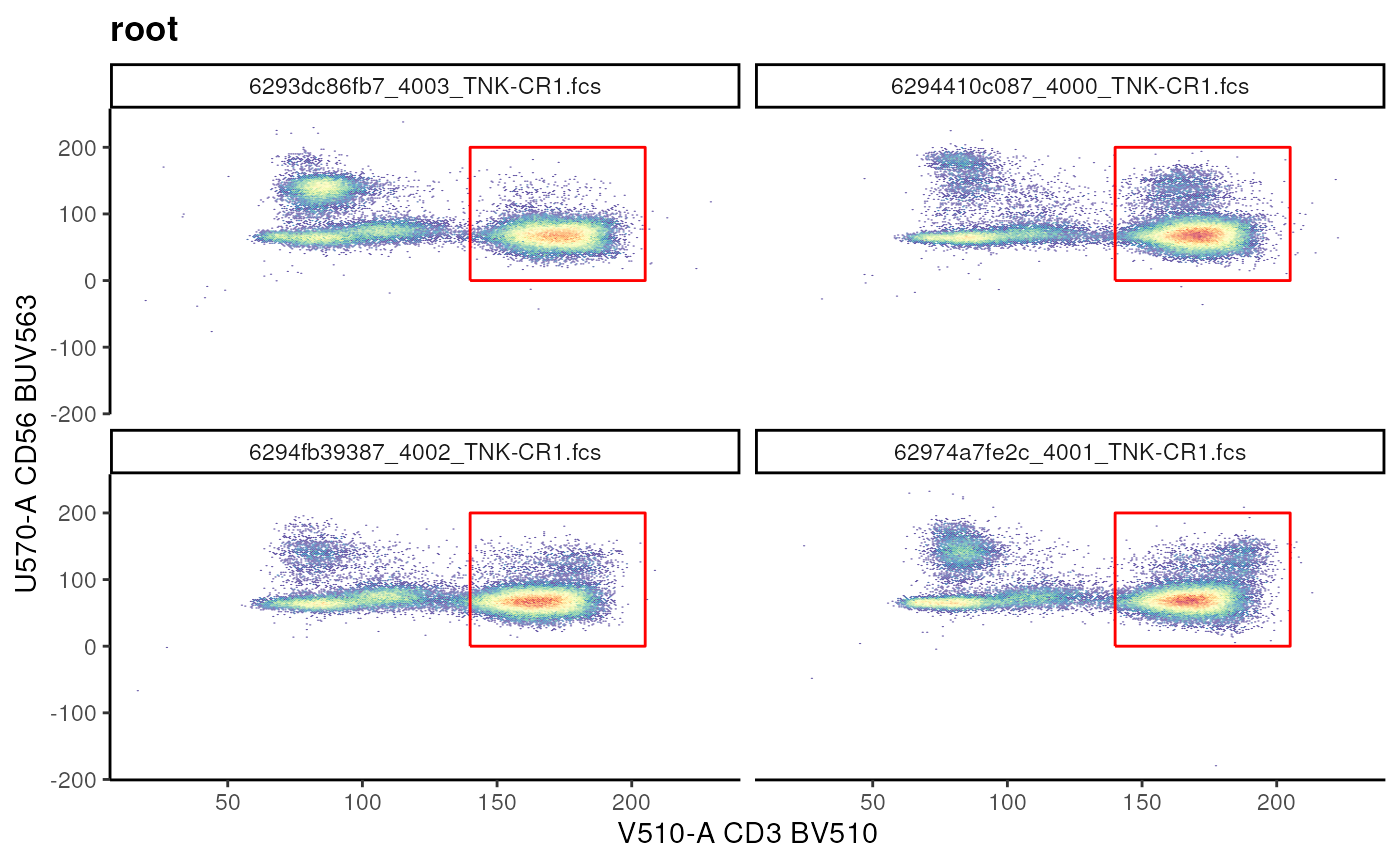 root
6293dc86fb7_4003_TNK-CR1.fcs
6294410c087_4000_TNK-CR1.fcs
200
100
0
-100
-200
6294fb39387_4002_TNK-CR1.fcs
62974a7fe2c_4001_TNK-CR1.fcs
200
100
0
-100
-200
50 100 150 200 50 100 150 200
V510-A CD3 BV510
U570-A CD56 BUV563